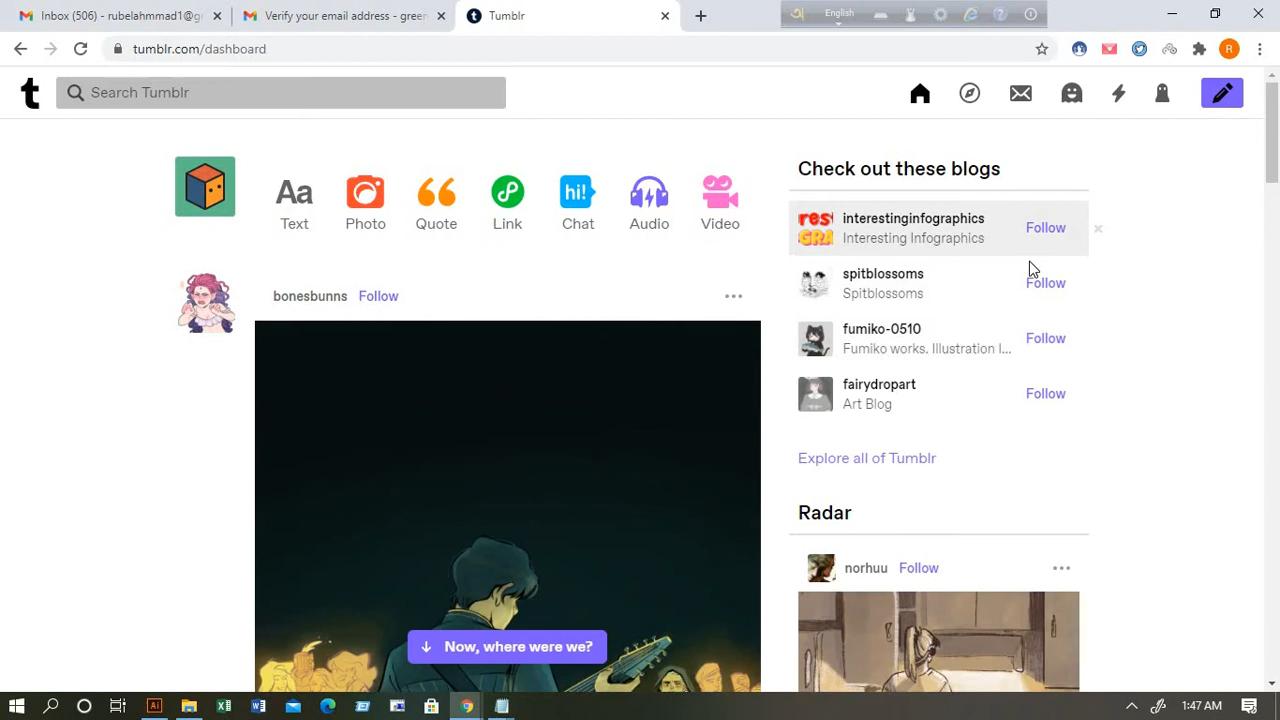 Inbox (506) - rubelahmmad1@g
Verify your email address - green
Tumblr
English
tumblr.com/dashboard
R
t
Search Tumblr
Check out these blogs
Aa
hi!
Text
Photo
Quote
Link
Chat
Audio
Video
interestinginfographics
Interesting Infographics
Follow
spitblossoms
Spitblossoms
Follow
fumiko-0510
Fumiko works. Illustration I...
Follow
fairydropart
Art Blog
Follow
bonesbunns Follow
Explore all of Tumblr
Radar
norhuu Follow
Now, where were we?
1:47 AM